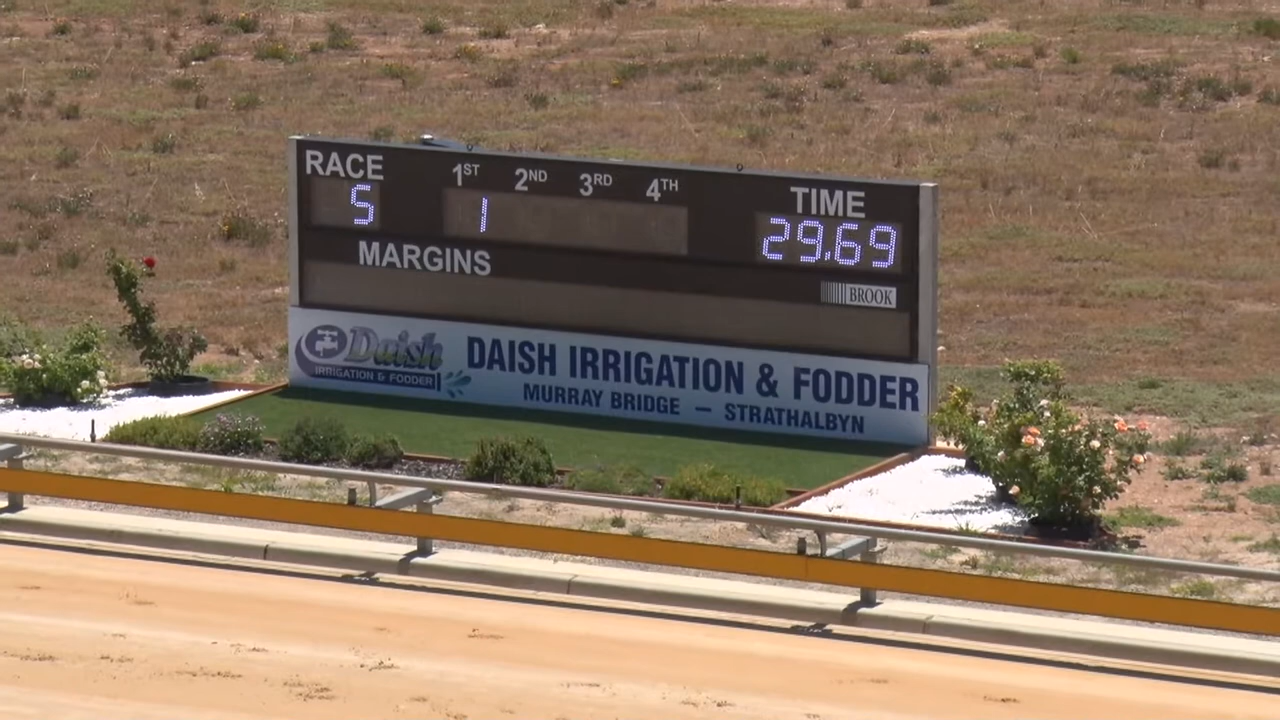 RACE 1ST 2ND 3RD 4TH TIME
5 1 29.69
MARGINS
BROOK
Daish
IRRIGATION & FODDER
DAISH IRRIGATION & FODDER
MURRAY BRIDGE – STRATHALBYN